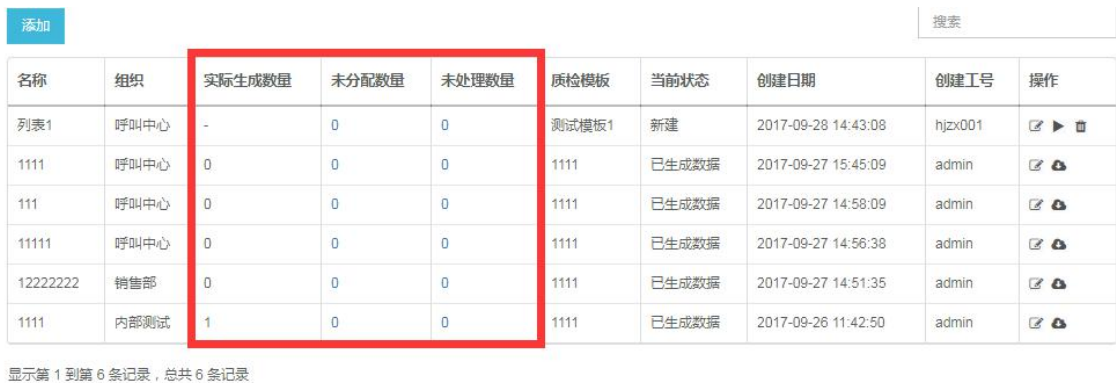 添加 搜索
名称 组织 实际生成数量 未分配数量 未处理数量 质检模板 当前状态 创建日期 创建工号 操作
列表1 呼叫中心 - 0 0 测试模板1 新建 2017-09-28 14:43:08 hjzx001
1111 呼叫中心 0 0 0 1111 已生成数据 2017-09-27 15:45:09 admin
111 呼叫中心 0 0 0 1111 已生成数据 2017-09-27 14:58:09 admin
11111 呼叫中心 0 0 0 1111 已生成数据 2017-09-27 14:56:38 admin
12222222 销售部 0 0 0 1111 已生成数据 2017-09-27 14:51:35 admin
1111 内部测试 1 0 0 1111 已生成数据 2017-09-26 11:42:50 admin
显示第 1 到第 6 条记录，总共 6 条记录